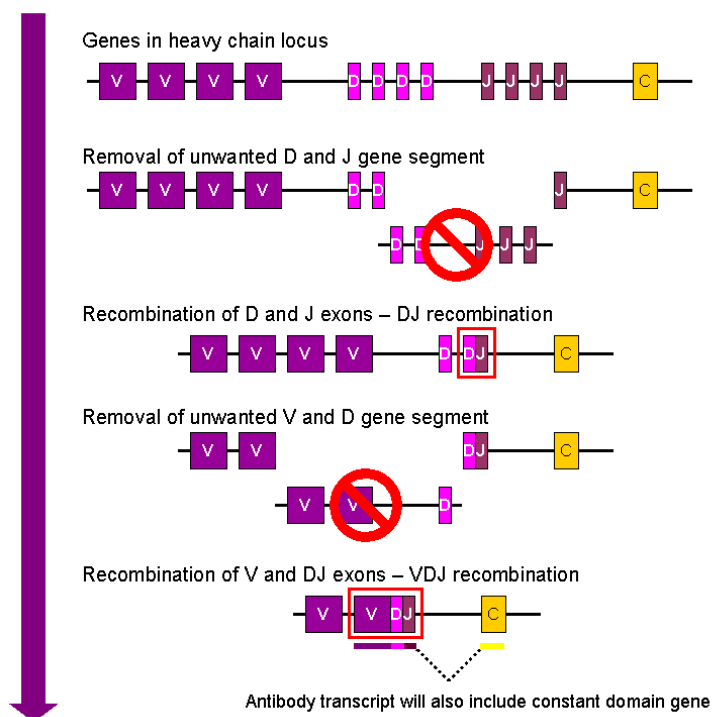 Genes in heavy chain locus
V V V V D D D D J J J J C
Removal of unwanted D and J gene segment
V V V V D D J C
D D J J J
Recombination of D and J exons – DJ recombination
V V V V D DJ C
Removal of unwanted V and D gene segment
V V DJ C
V V D
Recombination of V and DJ exons – VDJ recombination
V V DJ C
Antibody transcript will also include constant domain gene